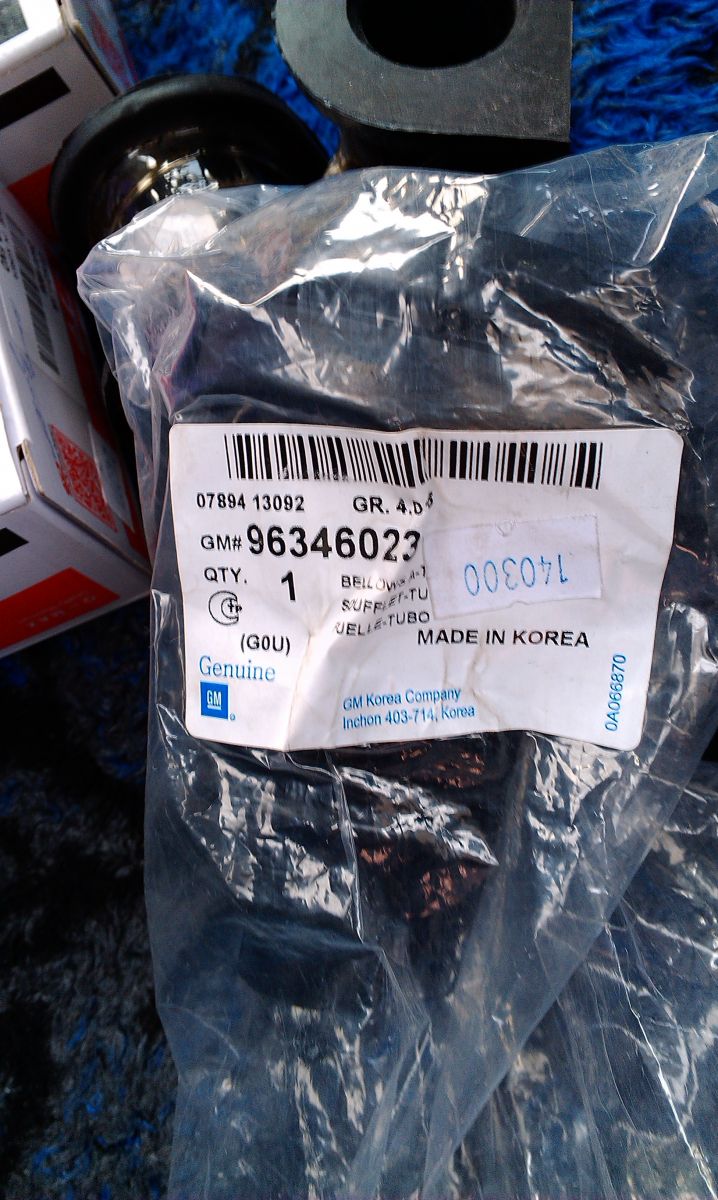 07894 13092 GR. 4.D
GM# 96346023
140300
QTY. 1
(G0U)
MADE IN KOREA
Genuine
GM
GM Korea Company
Inchon 403-714, Korea
0A066870